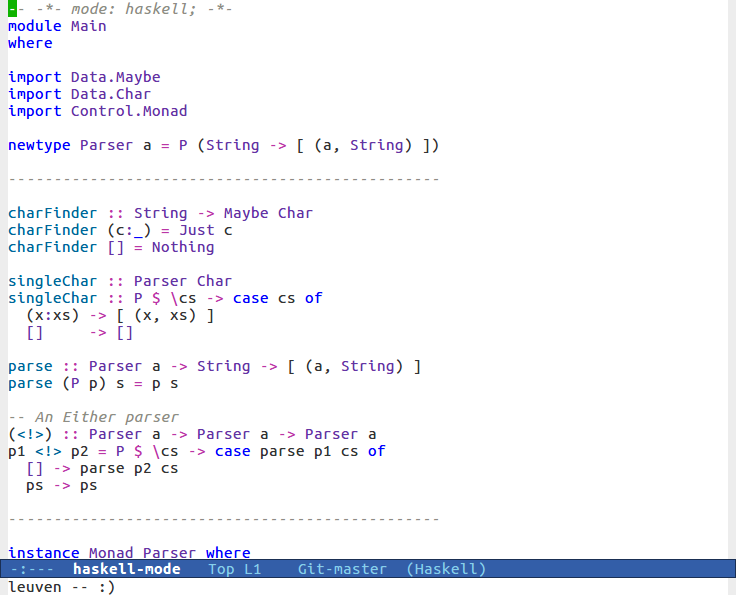 -- -*- mode: haskell; -*-
module Main
where
import Data.Maybe
import Data.Char
import Control.Monad
newtype Parser a = P (String -> [ (a, String) ])
------------------------------------------------
charFinder :: String -> Maybe Char
charFinder (c:_) = Just c
charFinder [] = Nothing
singleChar :: Parser Char
singleChar :: P $ \cs -> case cs of
  (x:xs) -> [ (x, xs) ]
  []     -> []
parse :: Parser a -> String -> [ (a, String) ]
parse (P p) s = p s
-- An Either parser
(<!>) :: Parser a -> Parser a -> Parser a
p1 <!> p2 = P $ \cs -> case parse p1 cs of
  [] -> parse p2 cs
  ps -> ps
------------------------------------------------
instance Monad Parser where
-:---  haskell-mode   Top L1    Git-master  (Haskell)
leuven -- :)